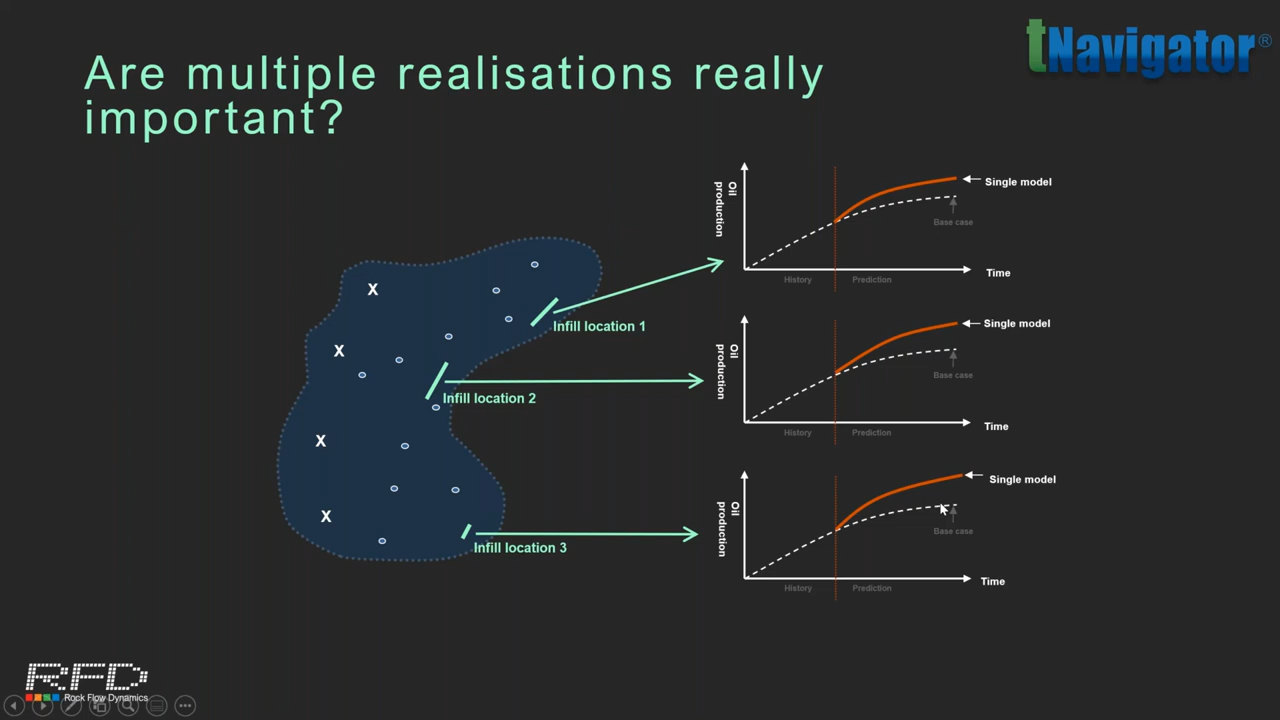 tNavigator®
Are multiple realisations really
important?
Oil
production
Single model
Base case
Time
History
Prediction
X
X
X
X
Infill location 1
Infill location 2
Infill location 3
Oil
production
Single model
Base case
Time
History
Prediction
Oil
production
Single model
Base case
Time
History
Prediction
RFD
Rock Flow Dynamics